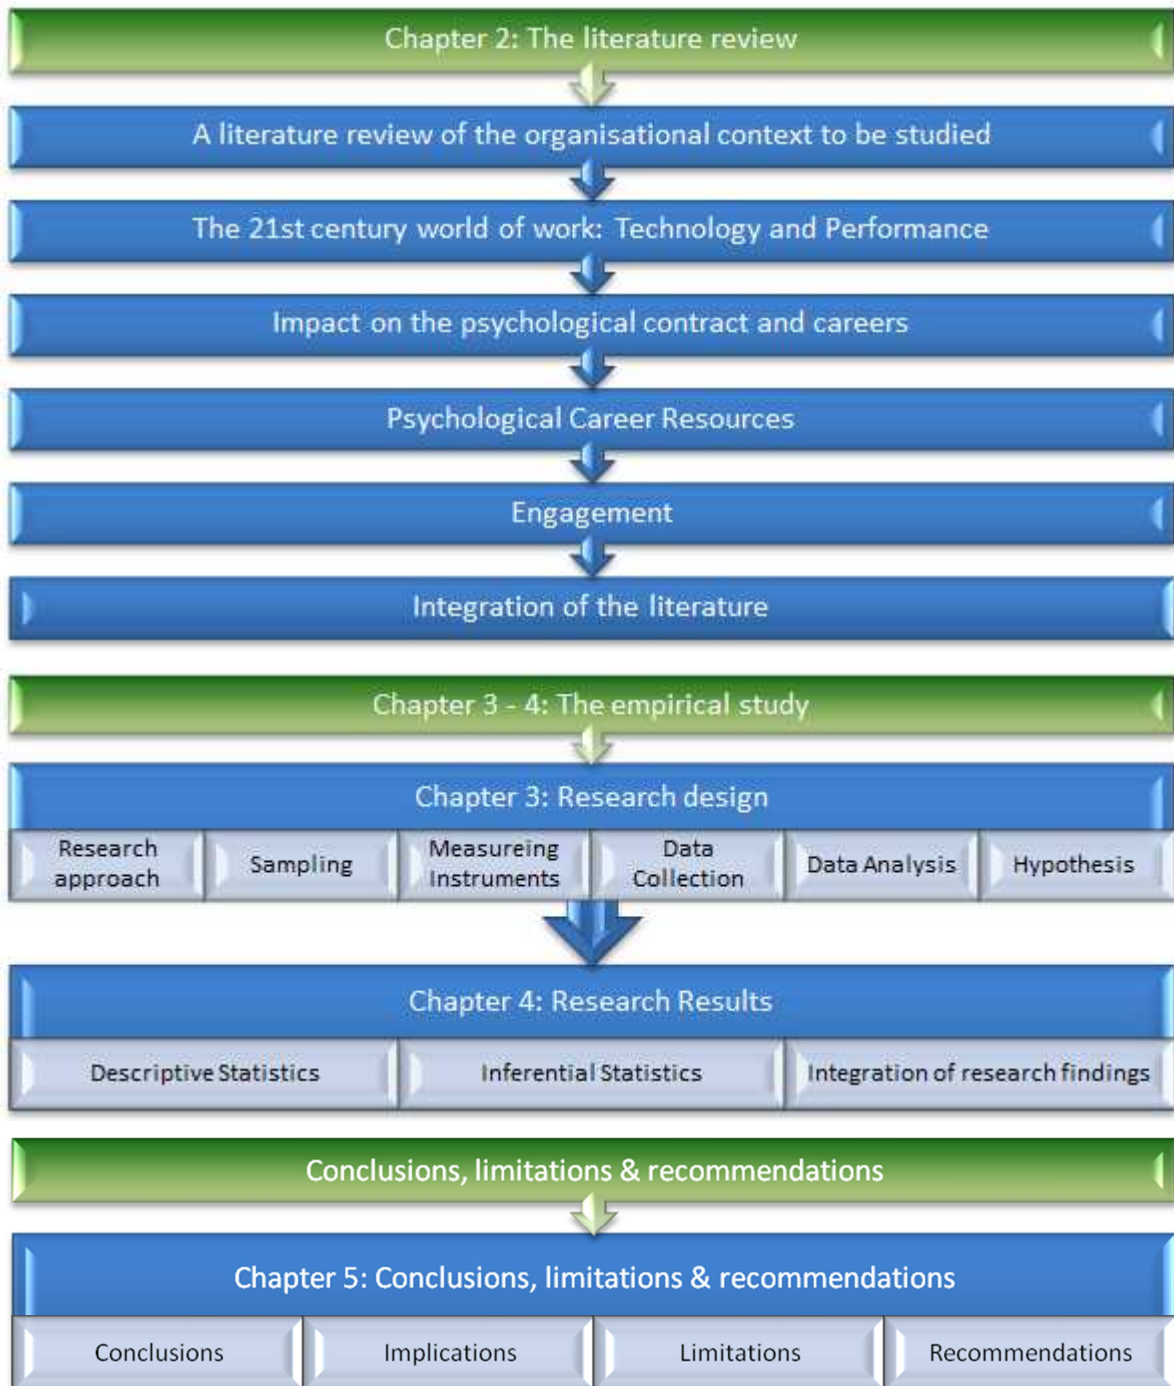 Chapter 2: The literature review
A literature review of the organisational context to be studied
The 21st century world of work: Technology and Performance
Impact on the psychological contract and careers
Psychological Career Resources
Engagement
Integration of the literature
Chapter 3 - 4: The empirical study
Chapter 3: Research design
Research
approach
Sampling
Measureing
Instruments
Data
Collection
Data Analysis
Hypothesis
Chapter 4: Research Results
Descriptive Statistics
Inferential Statistics
Integration of research findings
Conclusions, limitations & recommendations
Chapter 5: Conclusions, limitations & recommendations
Conclusions
Implications
Limitations
Recommendations